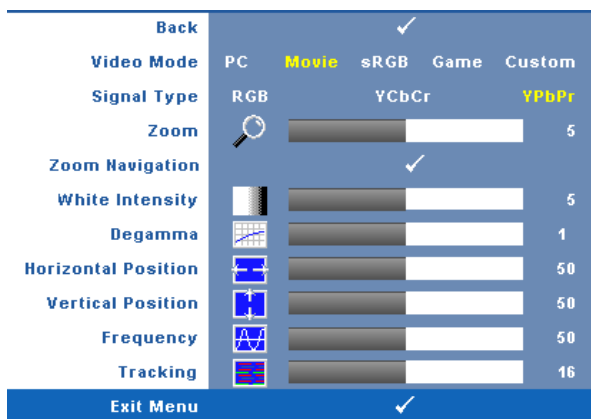 Back
Video Mode PC Movie sRGB Game Custom
Signal Type RGB YCbCr YPbPr
Zoom 5
Zoom Navigation
White Intensity 5
Degamma 1
Horizontal Position 50
Vertical Position 50
Frequency 50
Tracking 16
Exit Menu